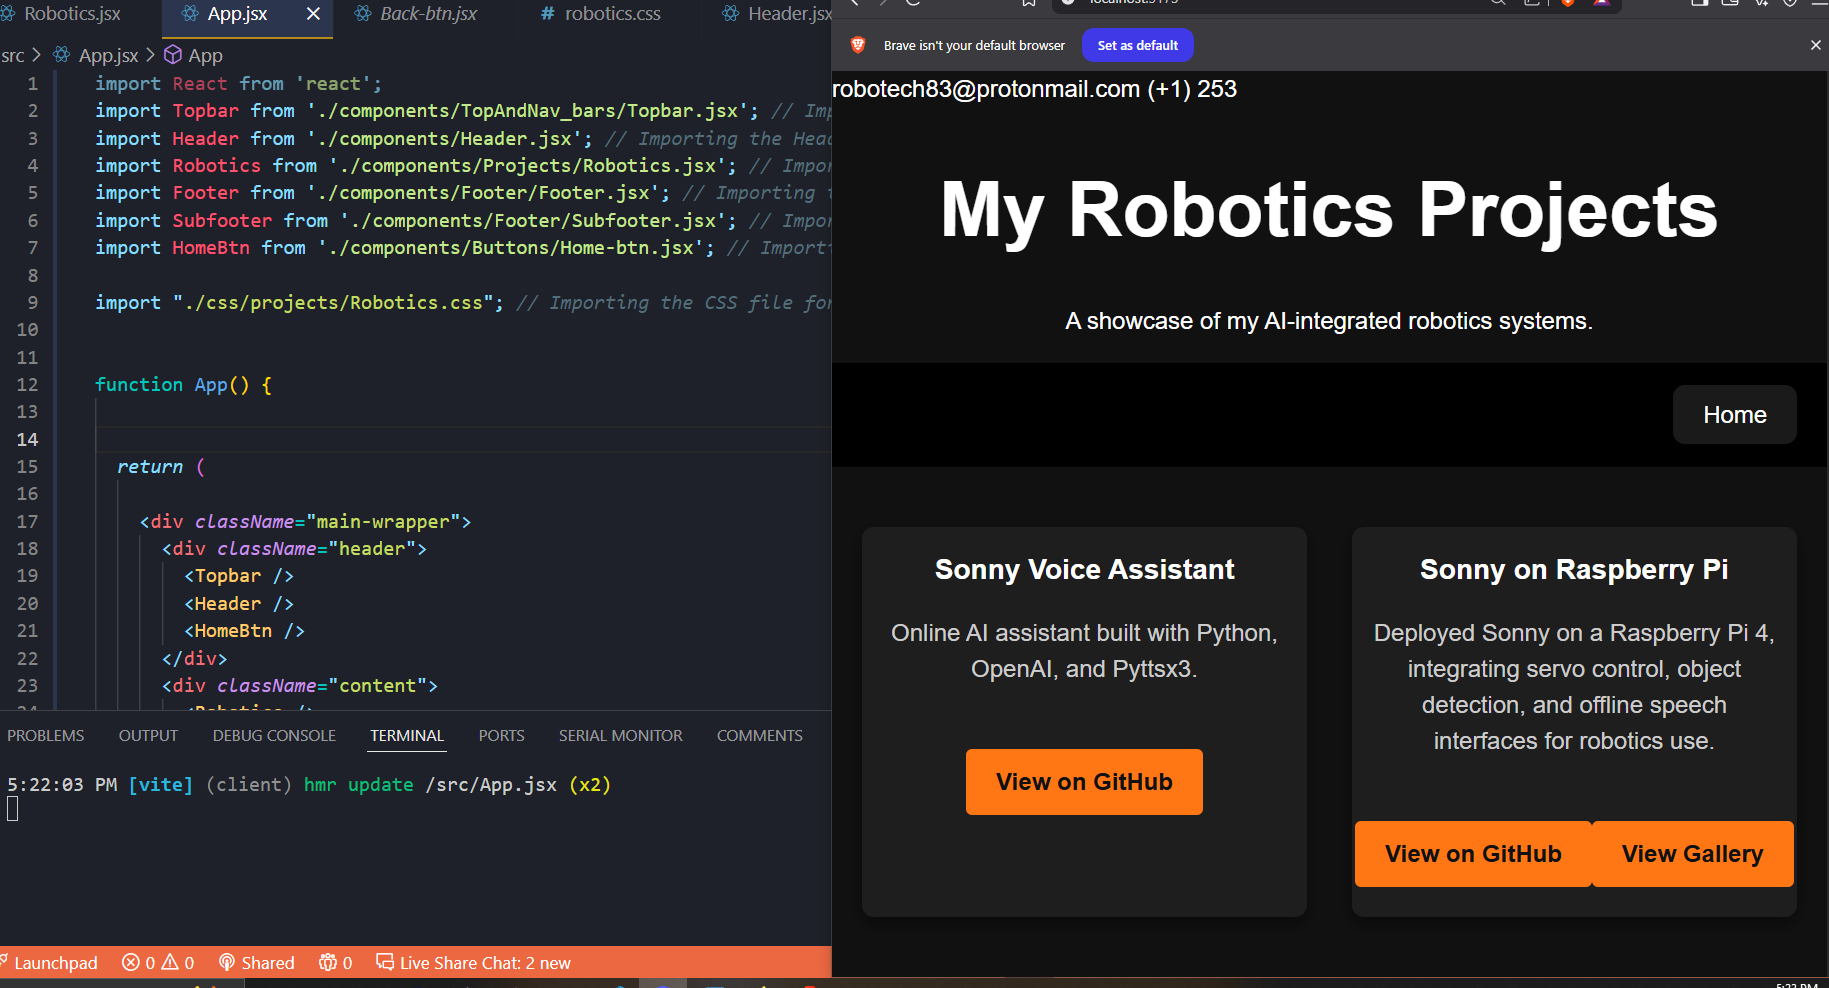 Robotics.jsx App.jsx Back-btn.jsx # robotics.css Header.jsx
src > App.jsx > App
1 import React from 'react';
2 import Topbar from './components/TopAndNav_bars/Topbar.jsx'; // Imp
3 import Header from './components/Header.jsx'; // Importing the Head
4 import Robotics from './components/Projects/Robotics.jsx'; // Impor
5 import Footer from './components/Footer/Footer.jsx'; // Importing
6 import Subfooter from './components/Footer/Subfooter.jsx'; // Impor
7 import HomeBtn from './components/Buttons/Home-btn.jsx'; // Importi
8
9 import "./css/projects/Robotics.css"; // Importing the CSS file for
10
11
12 function App() {
13
14
15 return (
16
17 <div className="main-wrapper">
18 <div className="header">
19 <Topbar />
20 <Header />
21 <HomeBtn />
22 </div>
23 <div className="content">
24 <Robotics />
PROBLEMS OUTPUT DEBUG CONSOLE TERMINAL PORTS SERIAL MONITOR COMMENTS
5:22:03 PM [vite] (client) hmr update /src/App.jsx (x2)
Launchpad 0 0 Shared 0 Live Share Chat: 2 new
Brave isn't your default browser Set as default
robotech83@protonmail.com (+1) 253
My Robotics Projects
A showcase of my AI-integrated robotics systems.
Home
Sonny Voice Assistant
Online AI assistant built with Python,
OpenAI, and Pyttsx3.
View on GitHub
Sonny on Raspberry Pi
Deployed Sonny on a Raspberry Pi 4,
integrating servo control, object
detection, and offline speech
interfaces for robotics use.
View on GitHub View Gallery